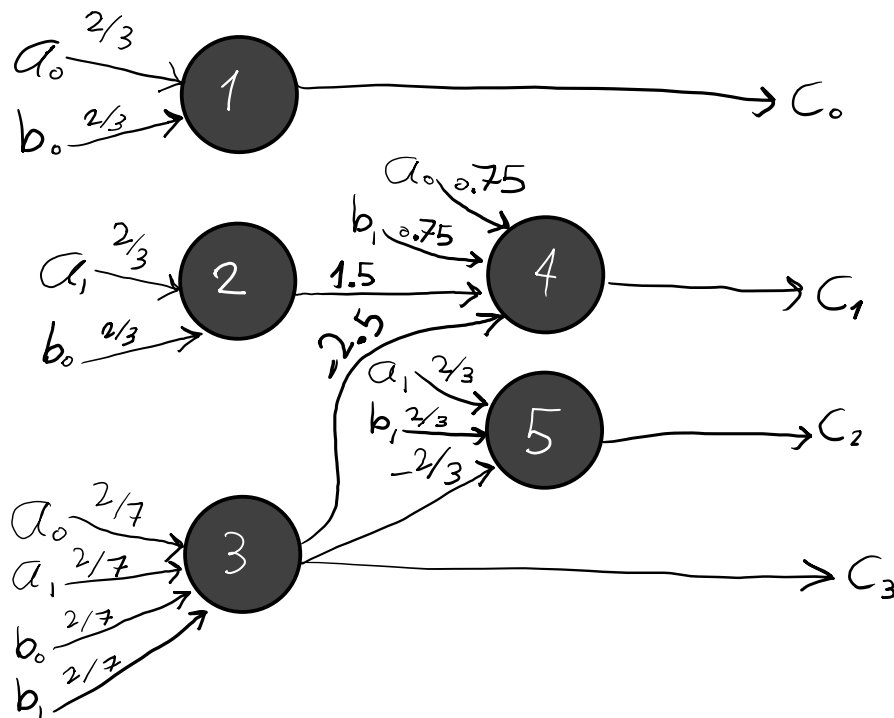 a₀ 2/3
b₀ 2/3
1
C₀
a₁ 2/3
b₀ 2/3
2
1.5
a₀ 0.75
b₁ 0.75
4
C₁
,2.5
a₁ 2/3
b₁ 2/3
-2/3
5
C₂
a₀ 2/7
a₁ 2/7
b₀ 2/7
b₁ 2/7
3
C₃